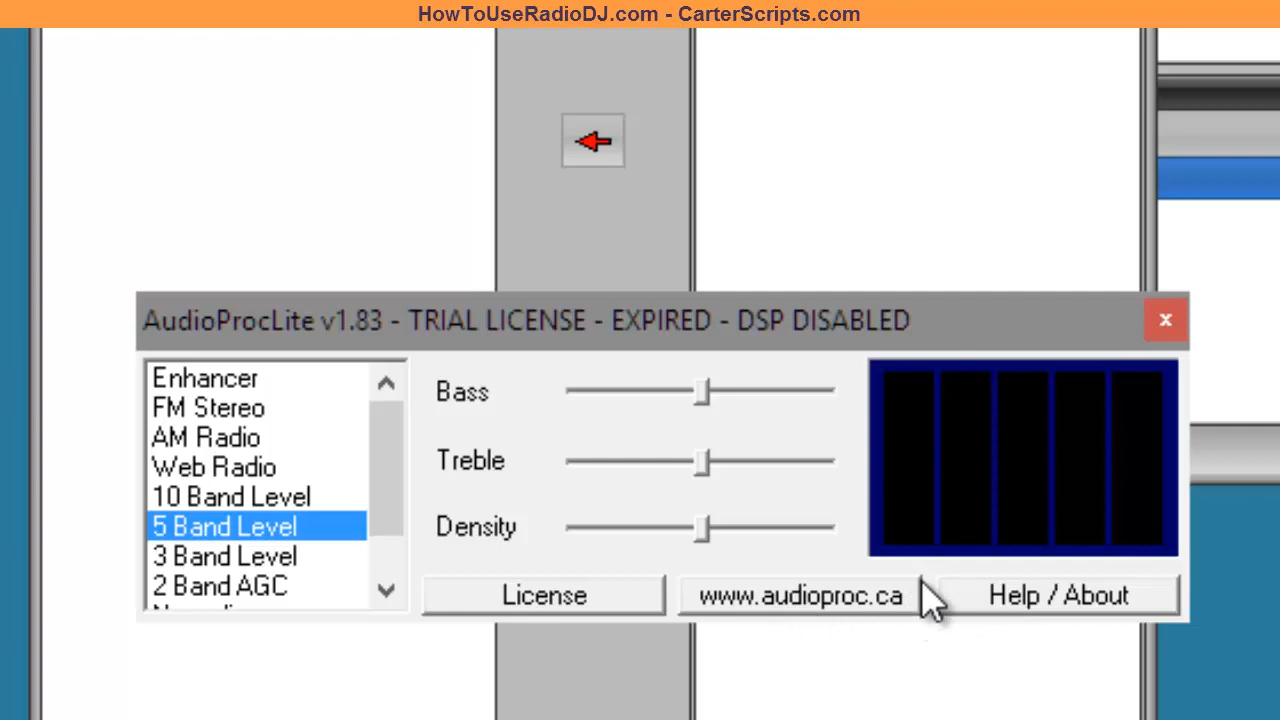 HowToUseRadioDJ.com - CarterScripts.com
AudioProcLite v1.83 - TRIAL LICENSE - EXPIRED - DSP DISABLED
x
Enhancer
FM Stereo
AM Radio
Web Radio
10 Band Level
5 Band Level
3 Band Level
2 Band AGC
Bass
Treble
Density
License
www.audioproc.ca
Help / About